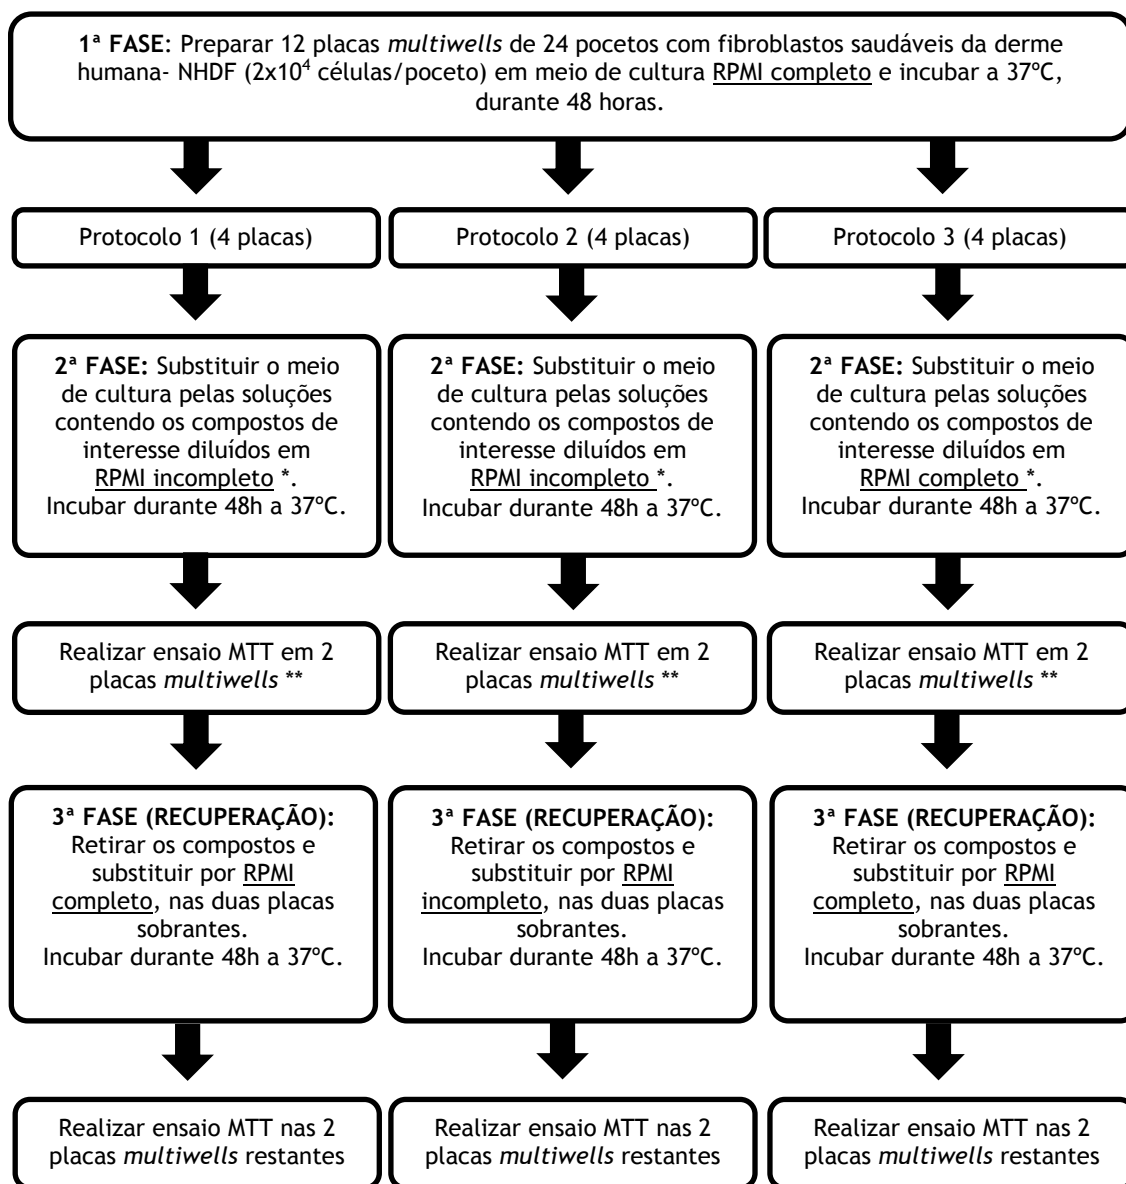 1ª FASE: Preparar 12 placas multiwells de 24 pocetos com fibroblastos saudáveis da derme
humana- NHDF (2x10⁴ células/poceto) em meio de cultura RPMI completo e incubar a 37ºC,
durante 48 horas.
Protocolo 1 (4 placas)
Protocolo 2 (4 placas)
Protocolo 3 (4 placas)
2ª FASE: Substituir o meio
de cultura pelas soluções
contendo os compostos de
interesse diluídos em
RPMI incompleto *.
Incubar durante 48h a 37ºC.
2ª FASE: Substituir o meio
de cultura pelas soluções
contendo os compostos de
interesse diluídos em
RPMI incompleto *.
Incubar durante 48h a 37ºC.
2ª FASE: Substituir o meio
de cultura pelas soluções
contendo os compostos de
interesse diluídos em
RPMI completo *.
Incubar durante 48h a 37ºC.
Realizar ensaio MTT em 2
placas multiwells **
Realizar ensaio MTT em 2
placas multiwells **
Realizar ensaio MTT em 2
placas multiwells **
3ª FASE (RECUPERAÇÃO):
Retirar os compostos e
substituir por RPMI
completo, nas duas placas
sobrantes.
Incubar durante 48h a 37ºC.
3ª FASE (RECUPERAÇÃO):
Retirar os compostos e
substituir por RPMI
incompleto, nas duas placas
sobrantes.
Incubar durante 48h a 37ºC.
3ª FASE (RECUPERAÇÃO):
Retirar os compostos e
substituir por RPMI
completo, nas duas placas
sobrantes.
Incubar durante 48h a 37ºC.
Realizar ensaio MTT nas 2
placas multiwells restantes
Realizar ensaio MTT nas 2
placas multiwells restantes
Realizar ensaio MTT nas 2
placas multiwells restantes